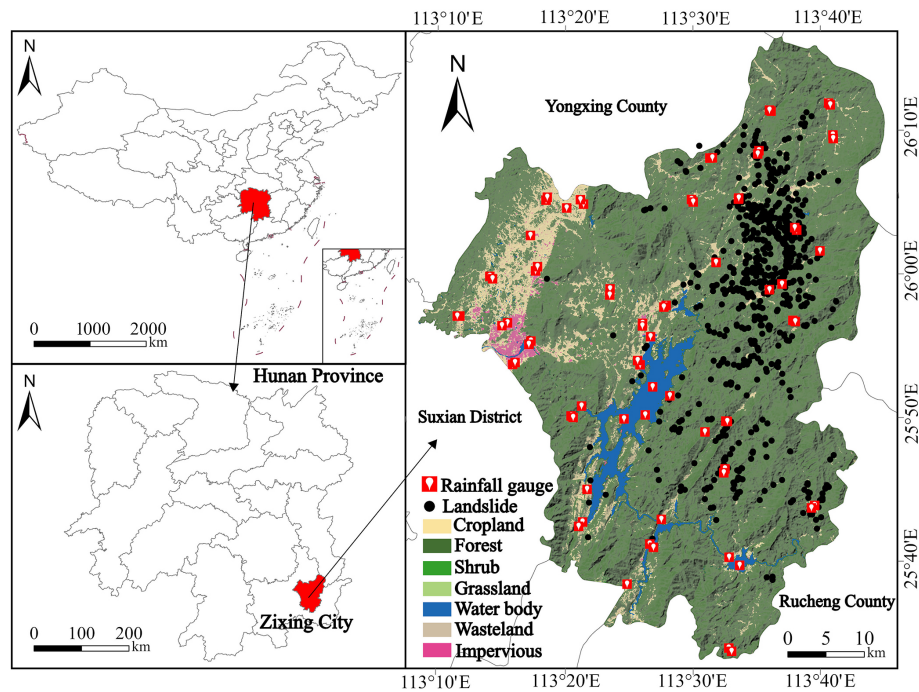 113°10'E 113°20'E 113°30'E 113°40'E
N
0 1000 2000
km
N
Hunan Province
Zixing City
0 100 200
km
N
Yongxing County
Suxian District
Rainfall gauge
Landslide
Cropland
Forest
Shrub
Grassland
Water body
Wasteland
Impervious
Rucheng County
0 5 10
km
26°10'N
26°00'N
25°50'N
25°40'N
113°10'E 113°20'E 113°30'E 113°40'E